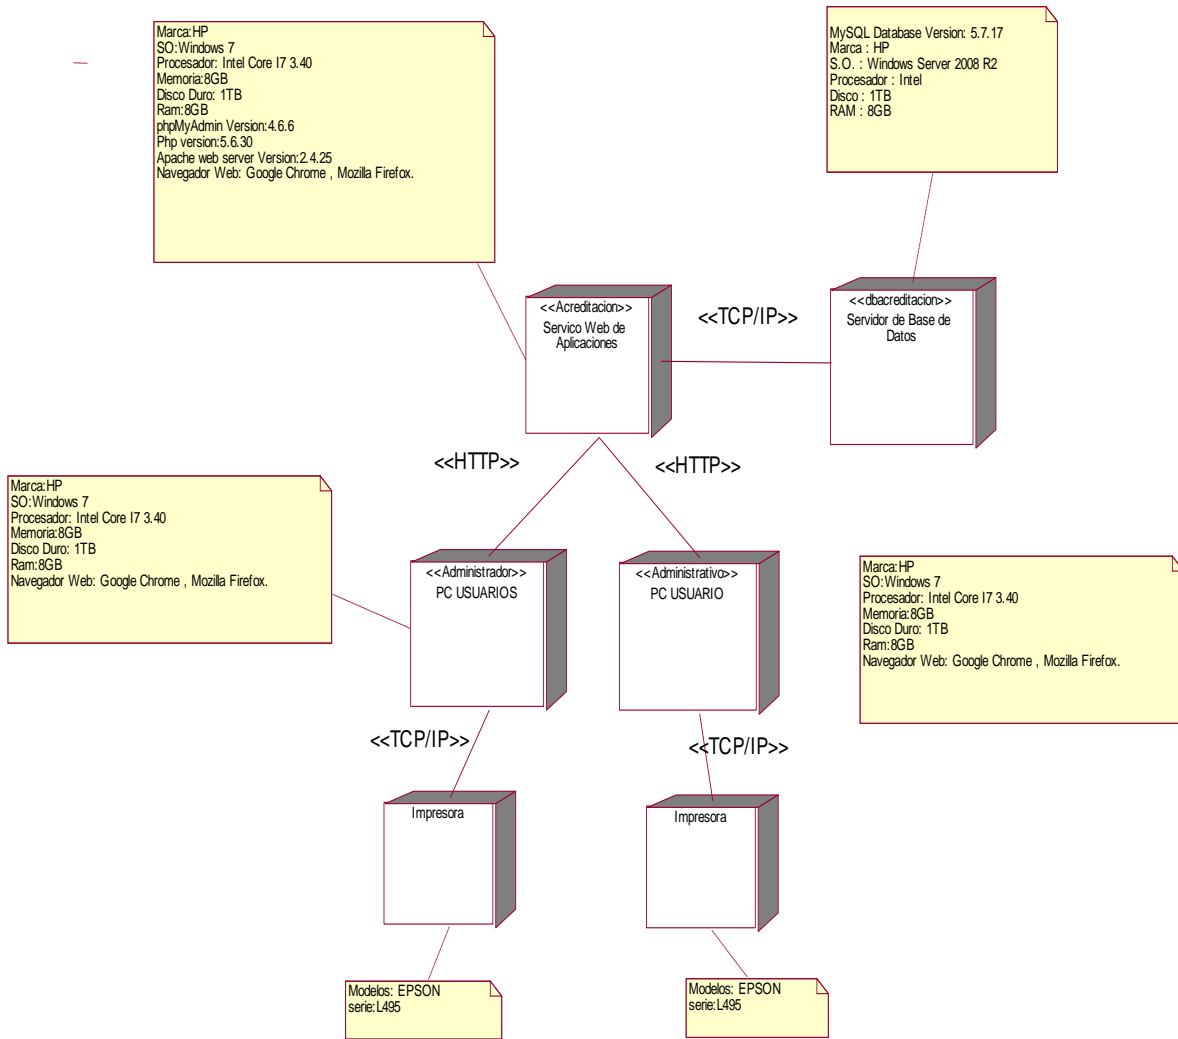 Marca:HP
SO:Windows 7
Procesador: Intel Core I7 3.40
Memoria:8GB
Disco Duro: 1TB
Ram:8GB
phpMyAdmin Version:4.6.6
Php version:5.6.30
Apache web server Version:2.4.25
Navegador Web: Google Chrome , Mozilla Firefox.
MySQL Database Version: 5.7.17
Marca : HP
S.O. : Windows Server 2008 R2
Procesador : Intel
Disco : 1TB
RAM : 8GB
<<Acreditacion>>
Servico Web de
Aplicaciones
<<TCP/IP>>
<<dbacreditacion>>
Servidor de Base de
Datos
<<HTTP>>
<<HTTP>>
Marca:HP
SO:Windows 7
Procesador: Intel Core I7 3.40
Memoria:8GB
Disco Duro: 1TB
Ram:8GB
Navegador Web: Google Chrome , Mozilla Firefox.
<<Administrador>>
PC USUARIOS
<<Administrativo>>
PC USUARIO
Marca:HP
SO:Windows 7
Procesador: Intel Core I7 3.40
Memoria:8GB
Disco Duro: 1TB
Ram:8GB
Navegador Web: Google Chrome , Mozilla Firefox.
<<TCP/IP>>
<<TCP/IP>>
Impresora
Impresora
Modelos: EPSON
serie:L495
Modelos: EPSON
serie:L495